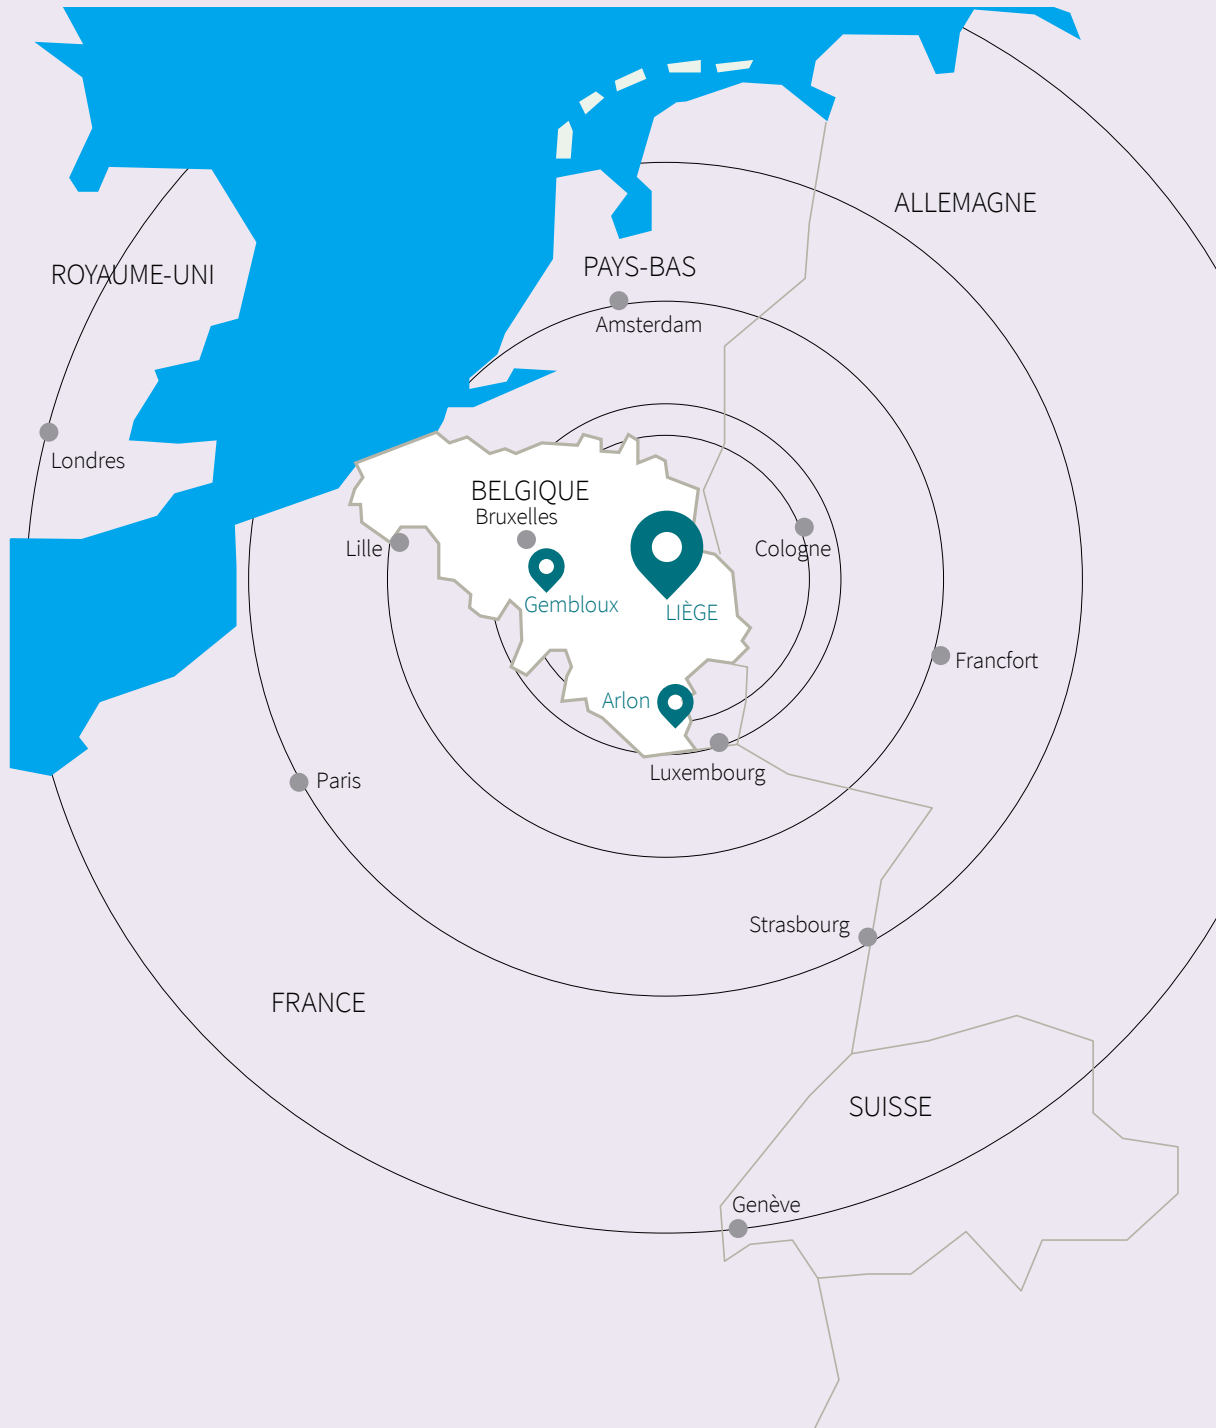 ALLEMAGNE
ROYAUME-UNI
PAYS-BAS
Amsterdam
Londres
BELGIQUE
Bruxelles
Lille
Cologne
Gembloux
LIÈGE
Francfort
Arlon
Luxembourg
Paris
Strasbourg
FRANCE
SUISSE
Genève